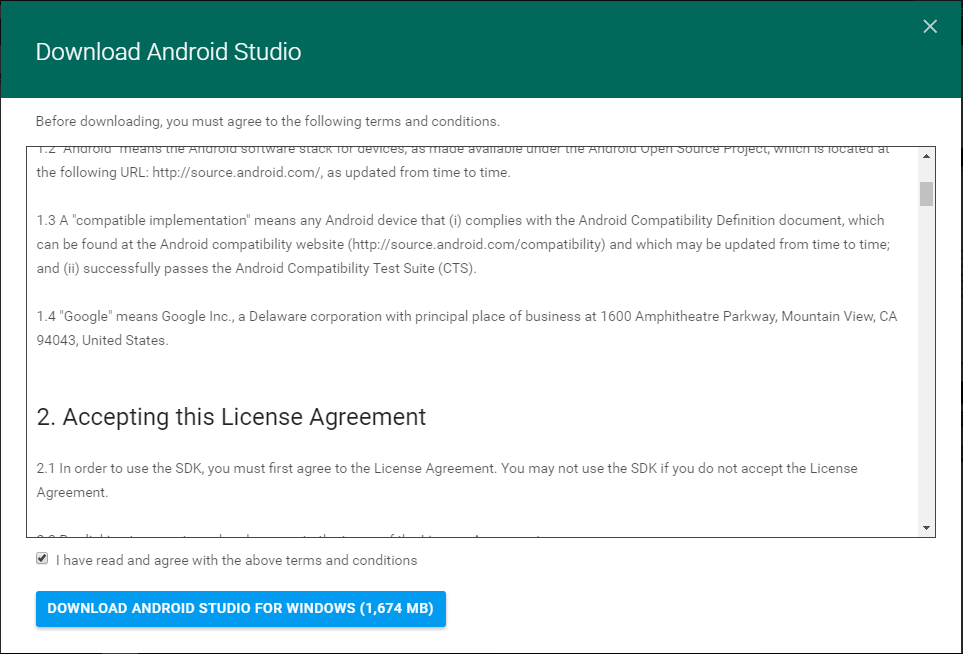 Download Android Studio
Before downloading, you must agree to the following terms and conditions.
1.2 "Android" means the Android software stack for devices, as made available under the Android Open Source Project, which is located at
the following URL: http://source.android.com/, as updated from time to time.
1.3 A "compatible implementation" means any Android device that (i) complies with the Android Compatibility Definition document, which
can be found at the Android compatibility website (http://source.android.com/compatibility) and which may be updated from time to time;
and (ii) successfully passes the Android Compatibility Test Suite (CTS).
1.4 "Google" means Google Inc., a Delaware corporation with principal place of business at 1600 Amphitheatre Parkway, Mountain View, CA
94043, United States.
2. Accepting this License Agreement
2.1 In order to use the SDK, you must first agree to the License Agreement. You may not use the SDK if you do not accept the License
Agreement.
I have read and agree with the above terms and conditions
DOWNLOAD ANDROID STUDIO FOR WINDOWS (1,674 MB)